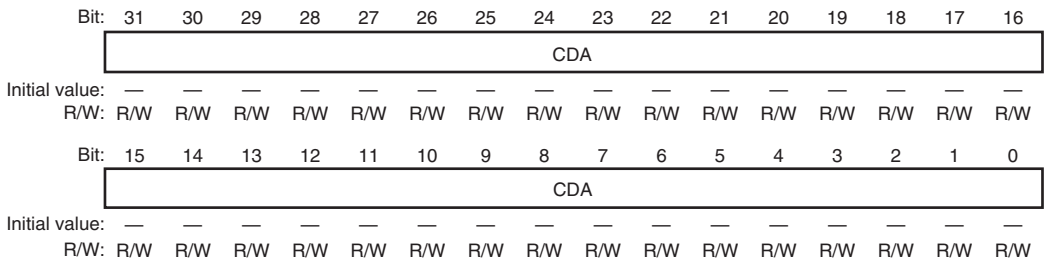 Bit: 31 30 29 28 27 26 25 24 23 22 21 20 19 18 17 16
CDA
Initial value: — — — — — — — — — — — — — — — —
R/W: R/W R/W R/W R/W R/W R/W R/W R/W R/W R/W R/W R/W R/W R/W R/W R/W
Bit: 15 14 13 12 11 10 9 8 7 6 5 4 3 2 1 0
CDA
Initial value: — — — — — — — — — — — — — — — —
R/W: R/W R/W R/W R/W R/W R/W R/W R/W R/W R/W R/W R/W R/W R/W R/W R/W